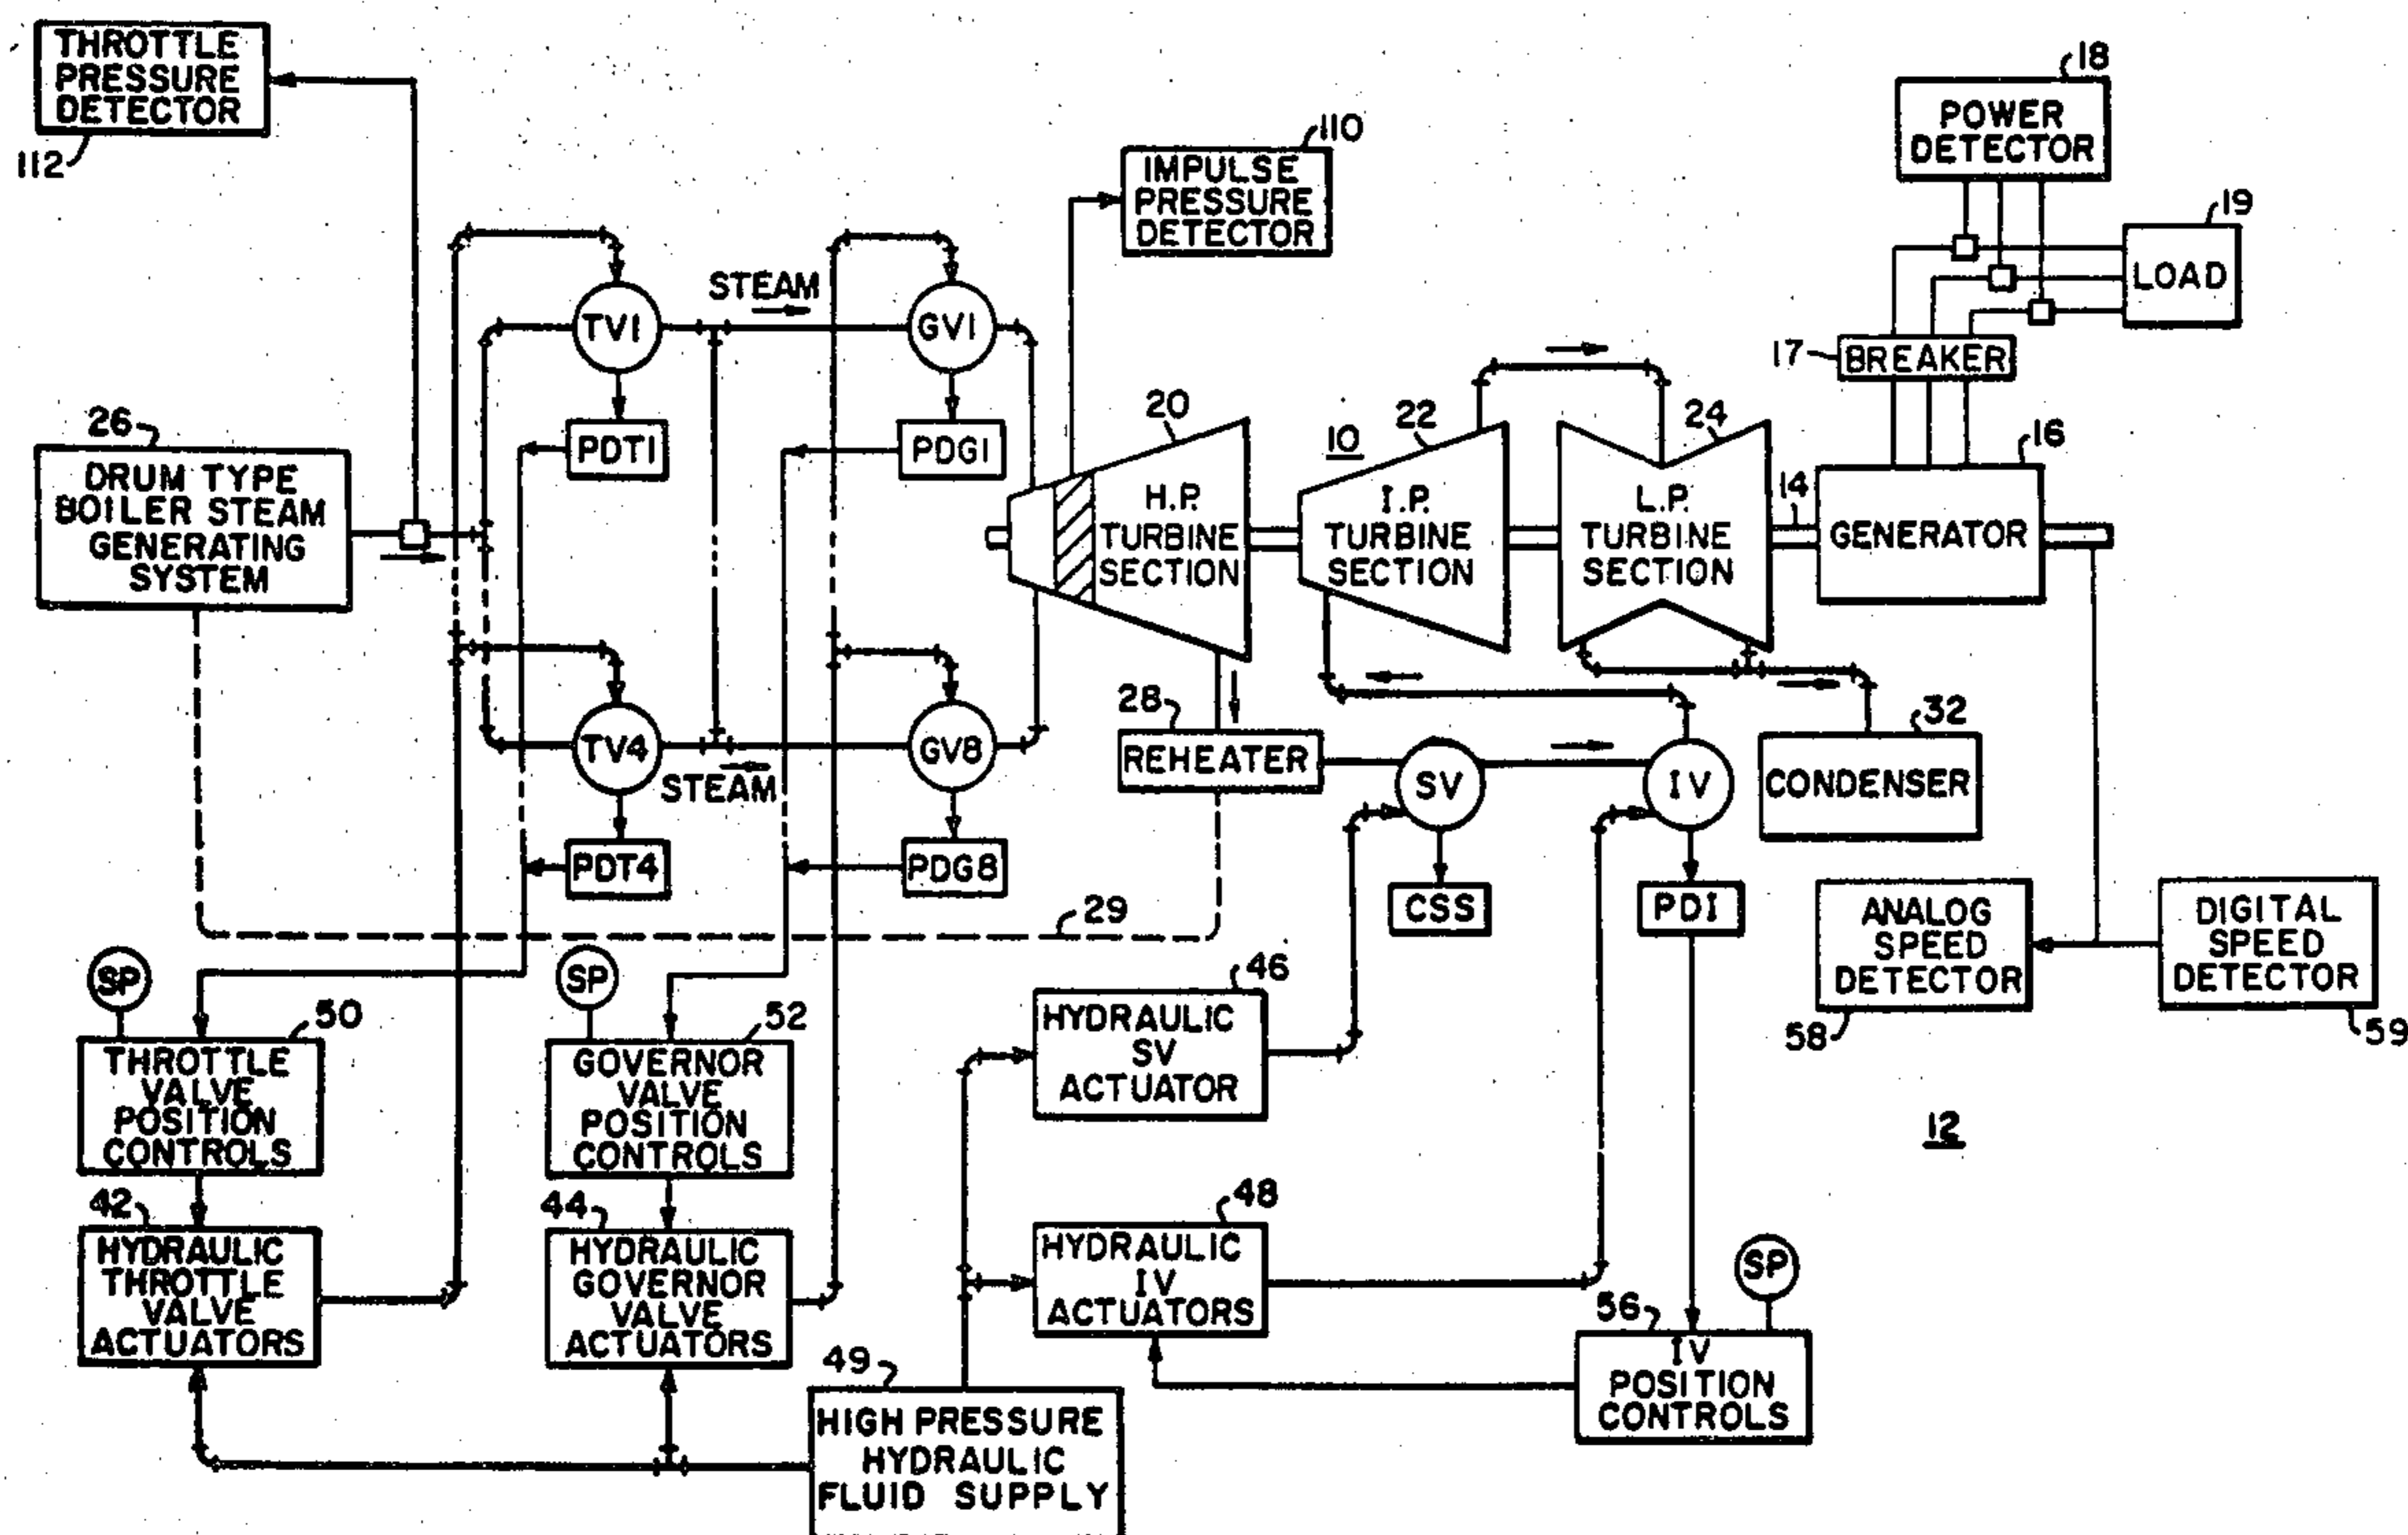 THROTTLE
PRESSURE
DETECTOR
112
18
POWER
DETECTOR
110
IMPULSE
PRESSURE
DETECTOR
19
LOAD
STEAM
TV1
GV1
17
BREAKER
26
DRUM TYPE
BOILER STEAM
GENERATING
SYSTEM
PDT1
PDG1
20
H.P.
TURBINE
SECTION
10
22
I.P.
TURBINE
SECTION
24
L.P.
TURBINE
SECTION
14
16
GENERATOR
TV4
STEAM
GV8
28
REHEATER
SV
IV
32
CONDENSER
PDT4
PDG8
CSS
PDI
29
ANALOG
SPEED
DETECTOR
58
DIGITAL
SPEED
DETECTOR
59
SP
50
THROTTLE
VALVE
POSITION
CONTROLS
SP
52
GOVERNOR
VALVE
POSITION
CONTROLS
46
HYDRAULIC
SV
ACTUATOR
12
42
HYDRAULIC
THROTTLE
VALVE
ACTUATORS
44
HYDRAULIC
GOVERNOR
VALVE
ACTUATORS
48
HYDRAULIC
IV
ACTUATORS
SP
56
IV
POSITION
CONTROLS
49
HIGH PRESSURE
HYDRAULIC
FLUID SUPPLY